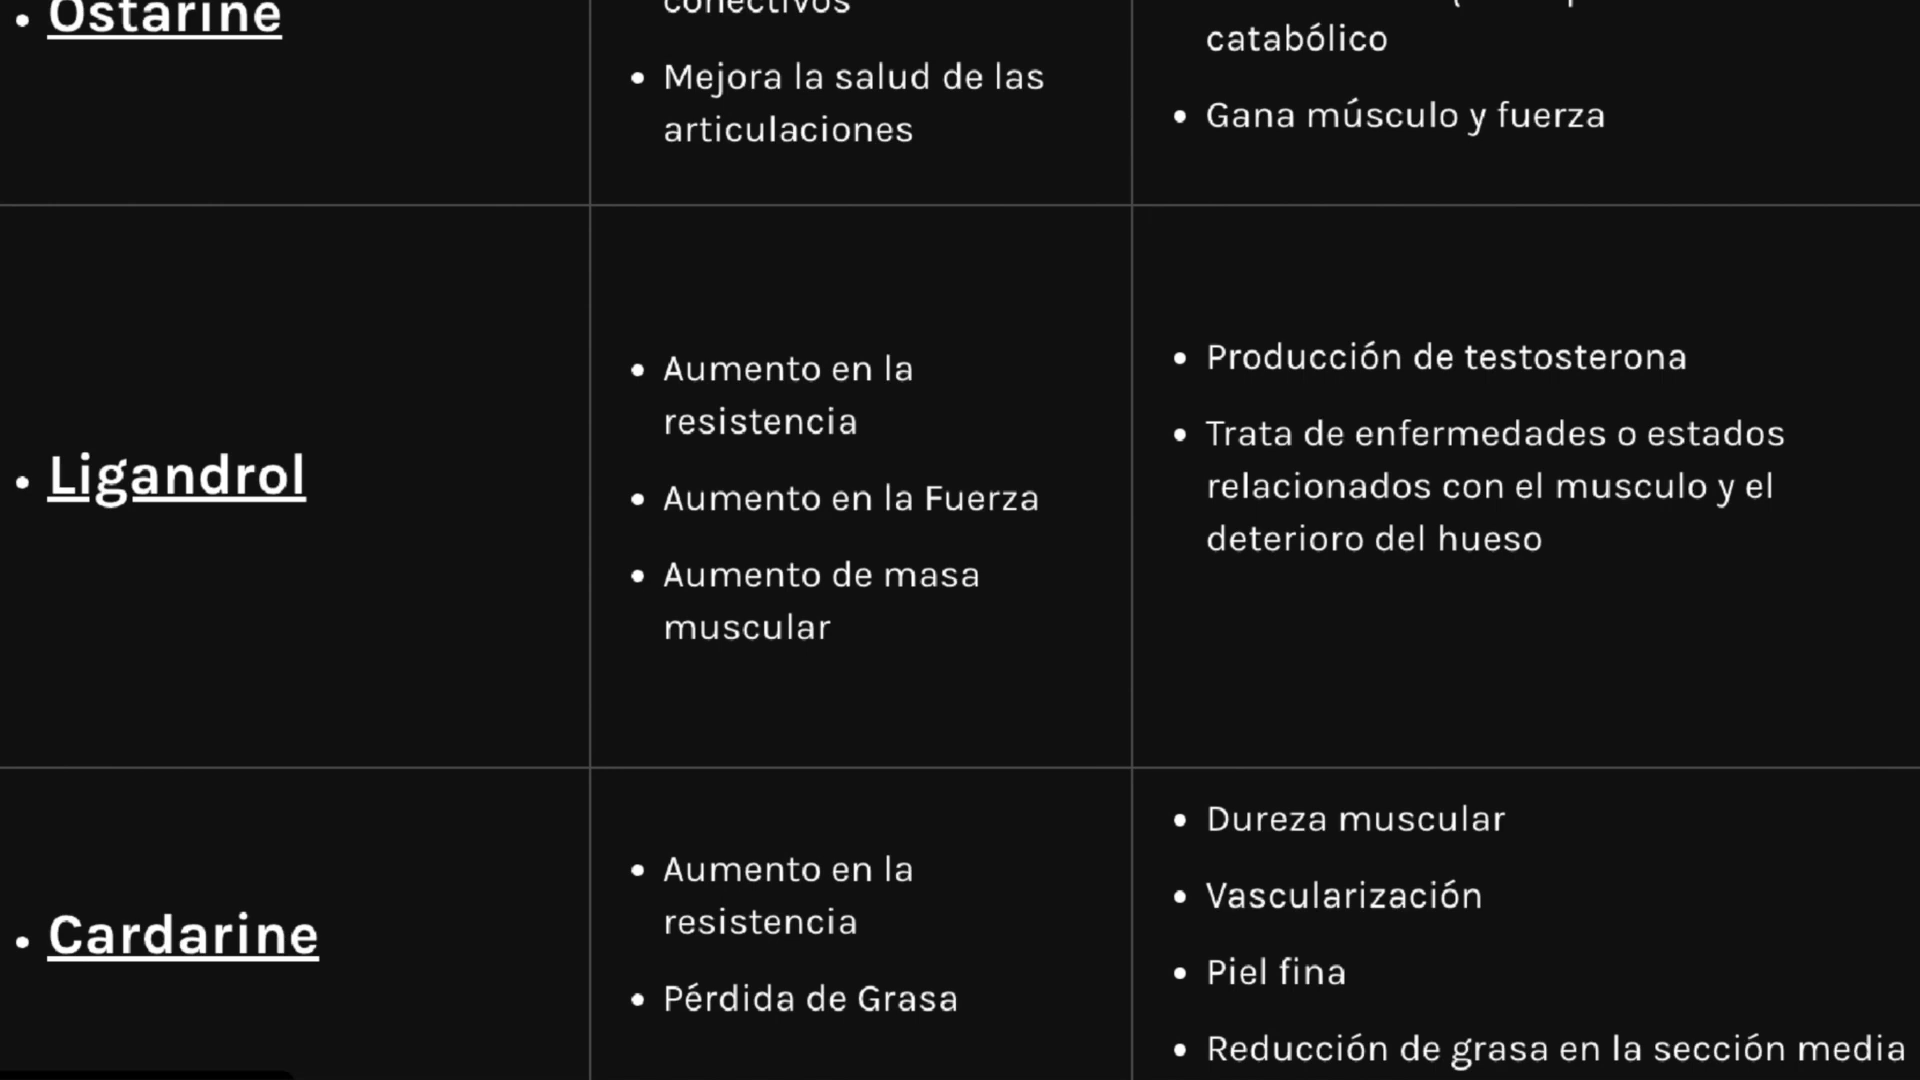 • Ostarine
conectivos
• Mejora la salud de las
articulaciones
catabólico
• Gana músculo y fuerza
• Ligandrol
• Aumento en la
resistencia
• Aumento en la Fuerza
• Aumento de masa
muscular
• Producción de testosterona
• Trata de enfermedades o estados
relacionados con el musculo y el
deterioro del hueso
• Cardarine
• Aumento en la
resistencia
• Pérdida de Grasa
• Dureza muscular
• Vascularización
• Piel fina
• Reducción de grasa en la sección media